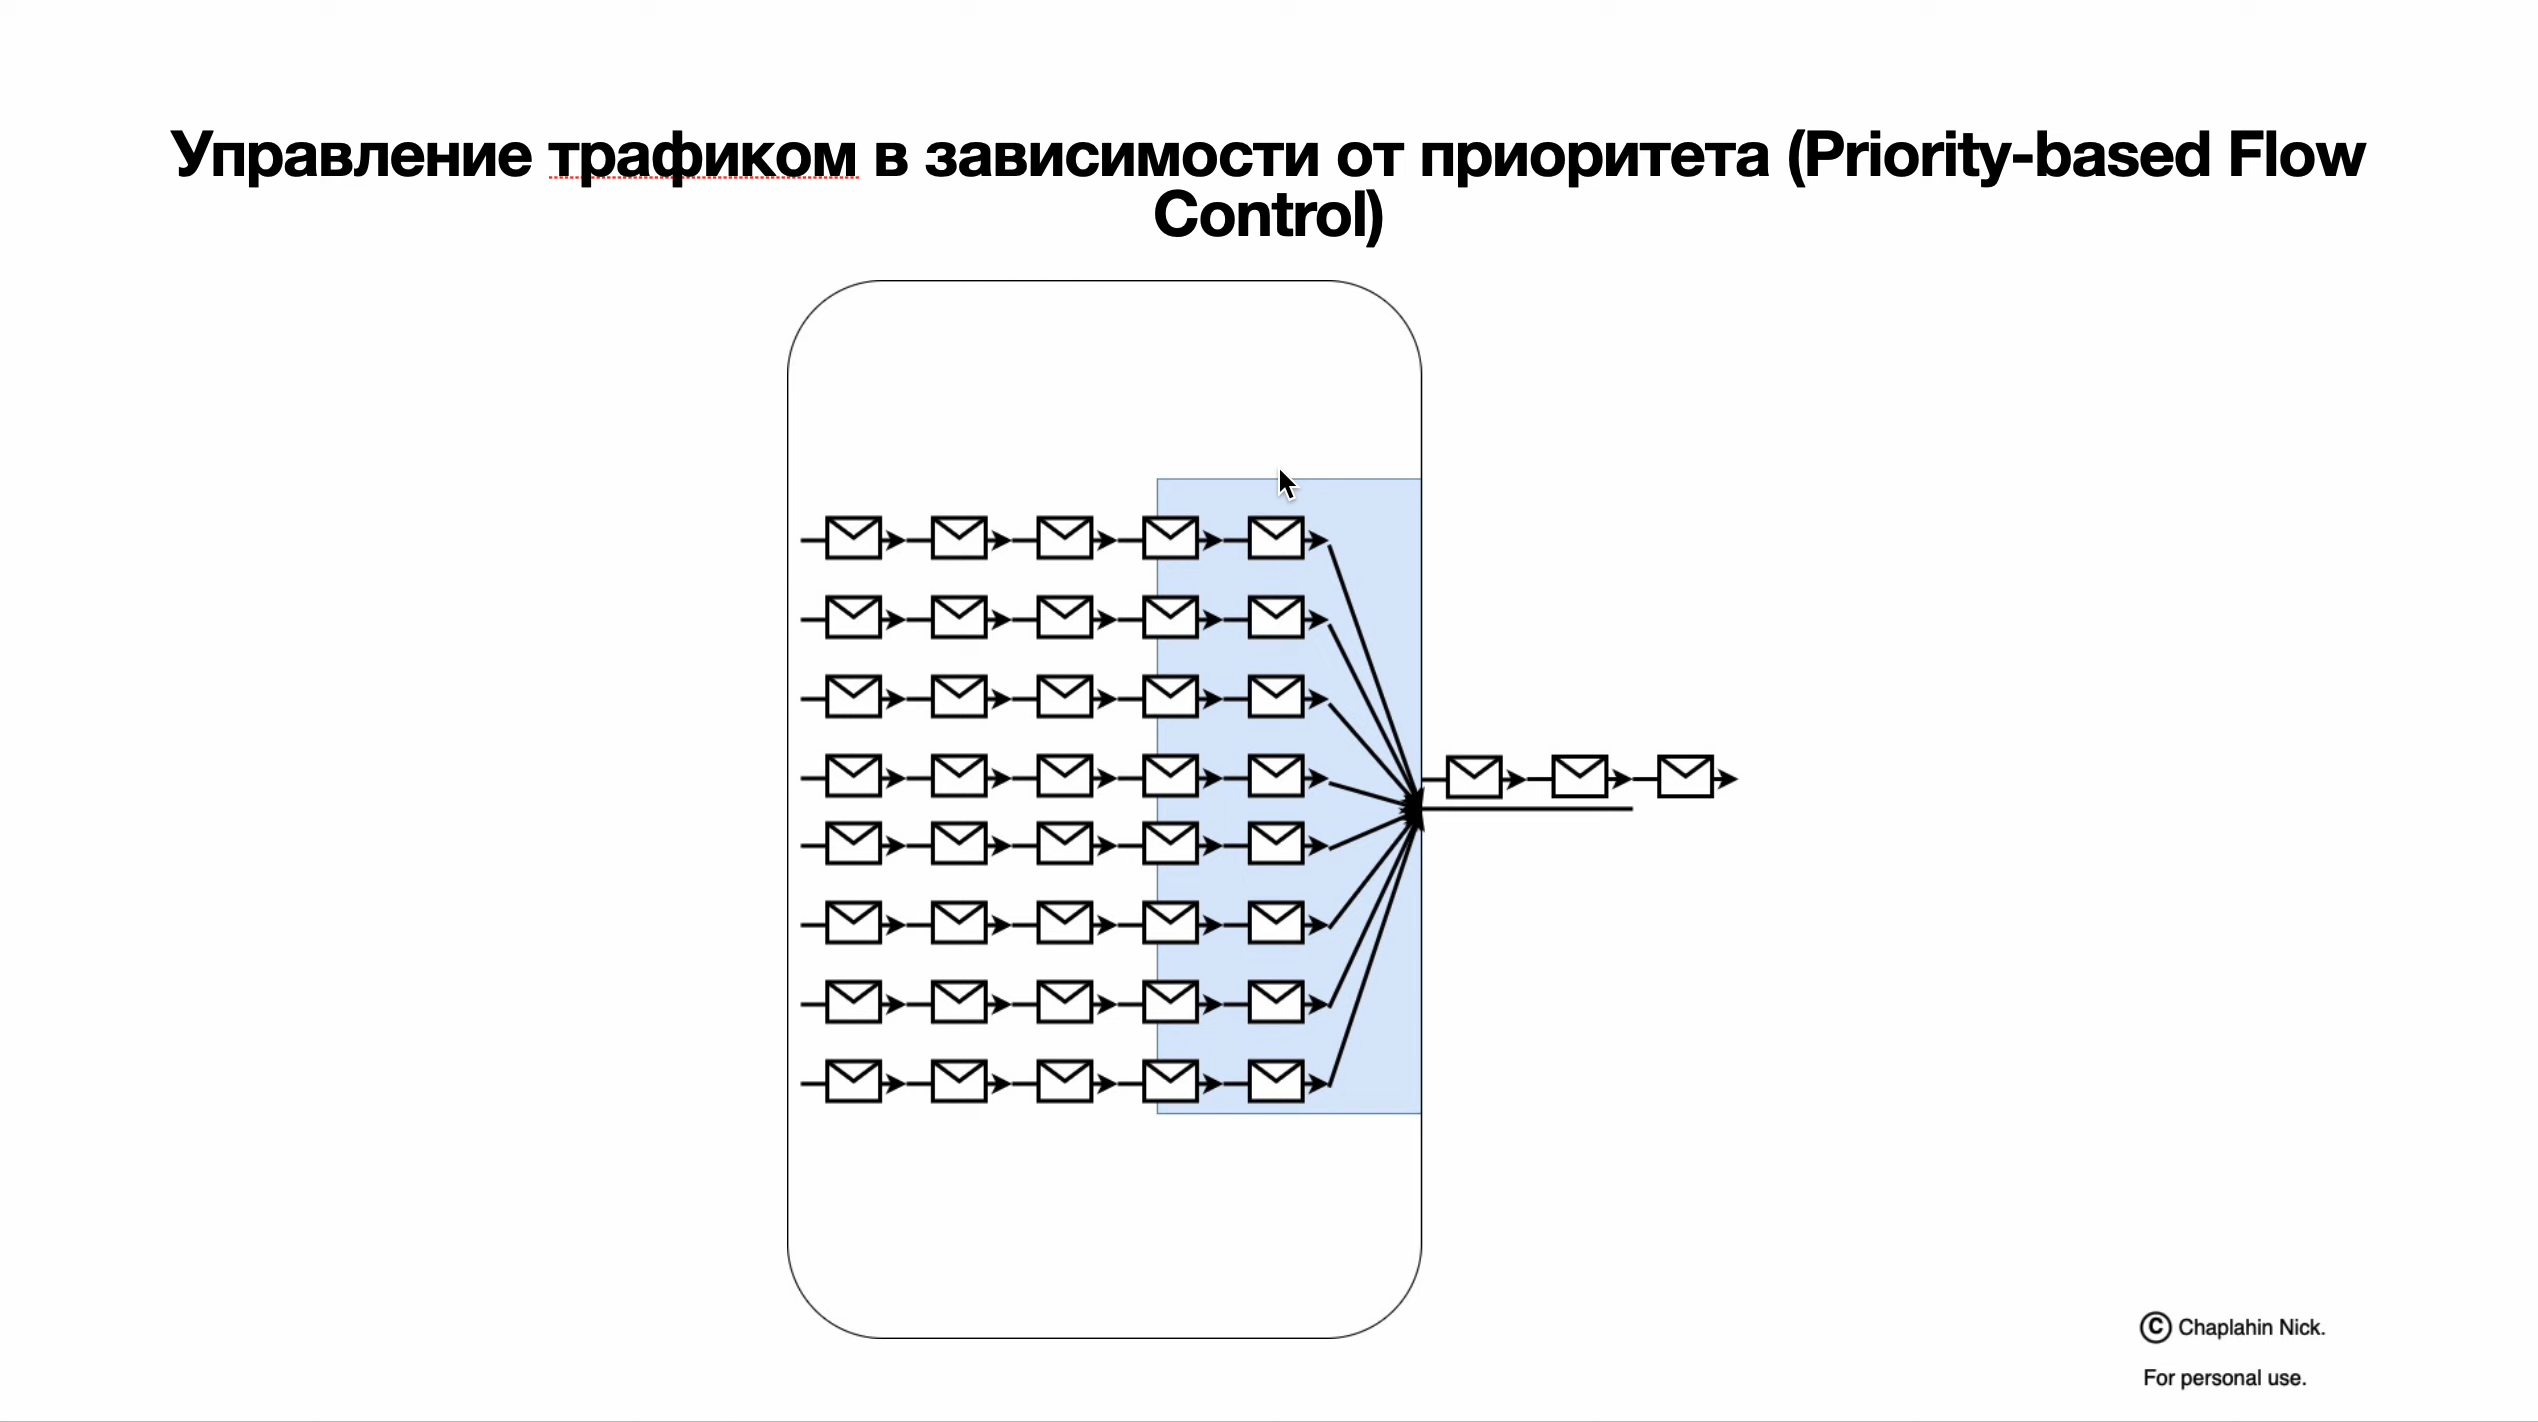 Управление трафиком в зависимости от приоритета (Priority-based Flow
Control)
© Chaplahin Nick.
For personal use.